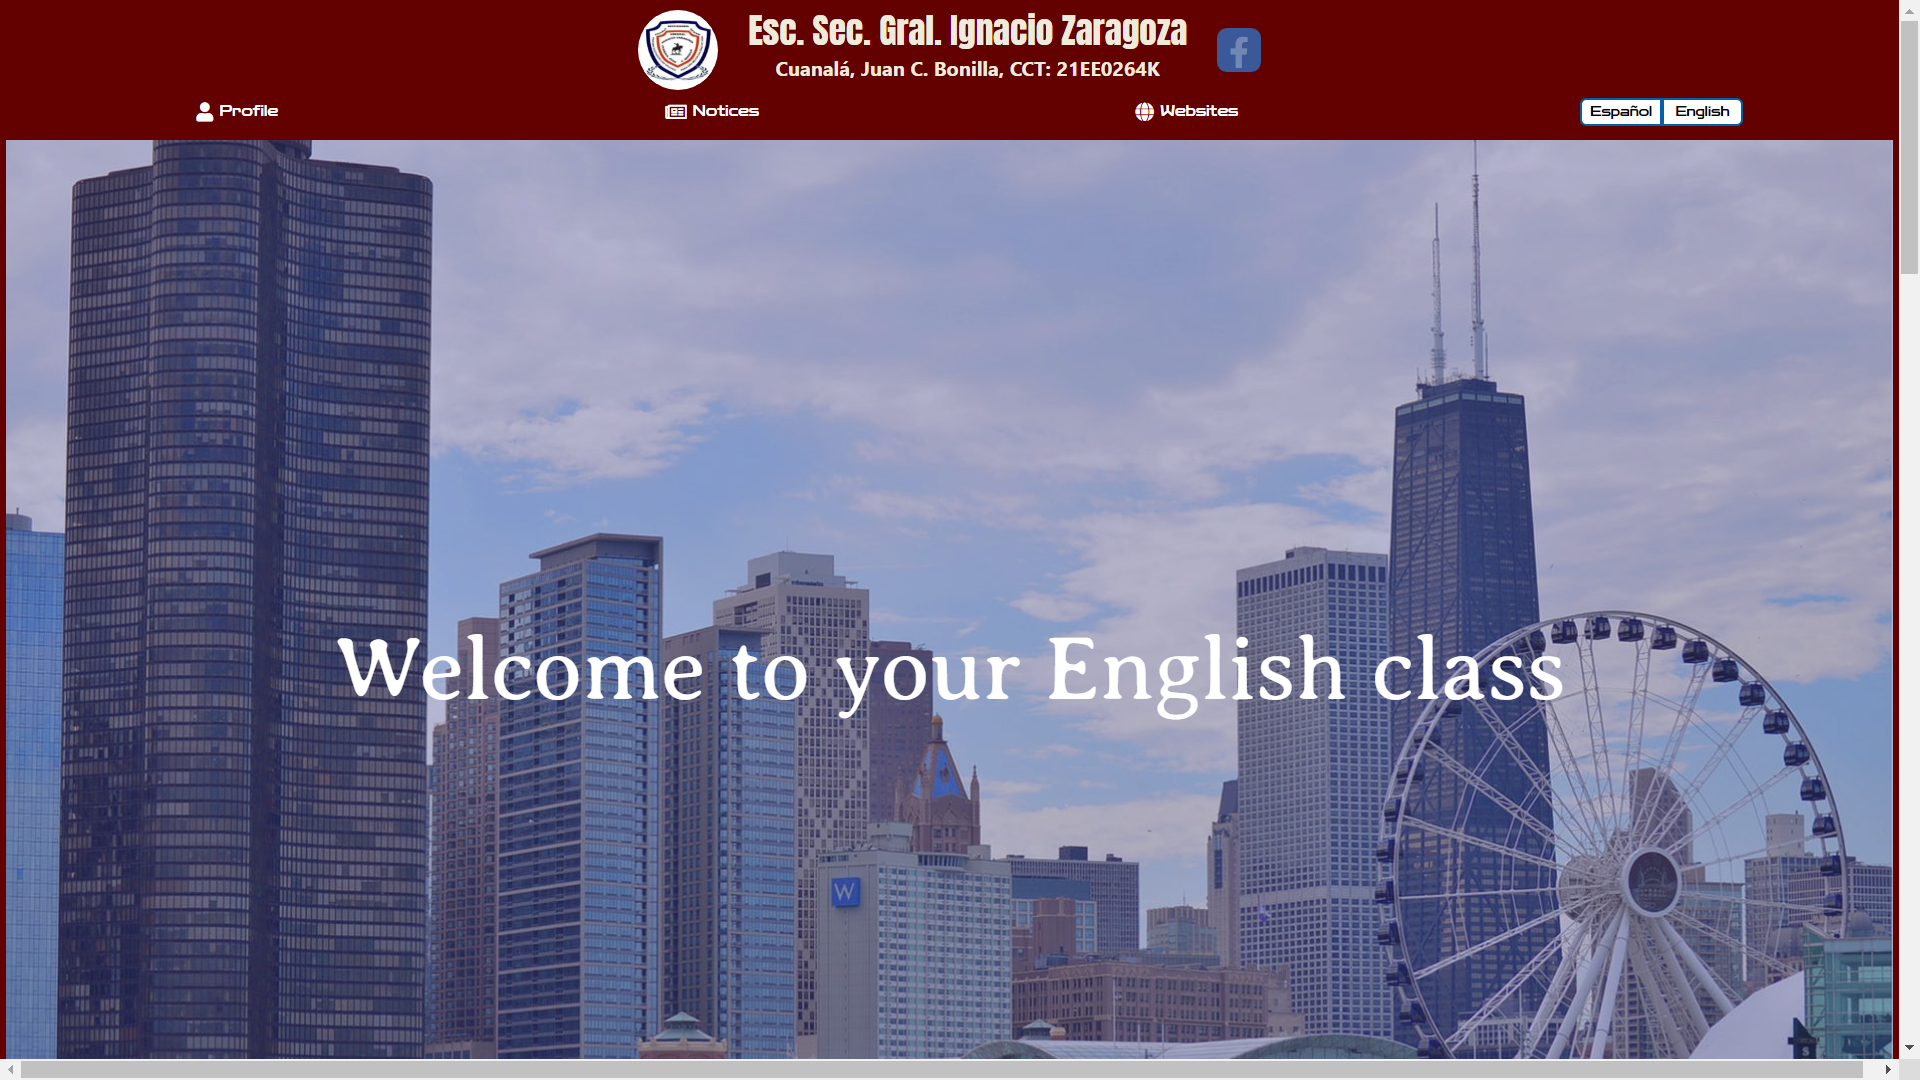 Esc. Sec. Gral. Ignacio Zaragoza
Cuanalá, Juan C. Bonilla, CCT: 21EE0264K
Profile
Notices
Websites
Español
English
Welcome to your English class
W